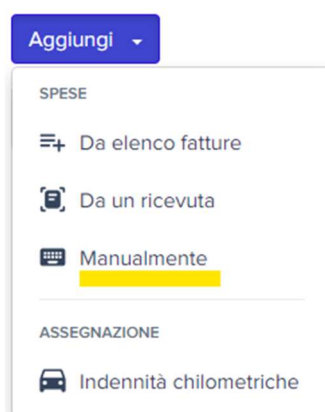 Aggiungi
SPESE
Da elenco fatture
Da un ricevuta
Manualmente
ASSEGNAZIONE
Indennità chilometriche